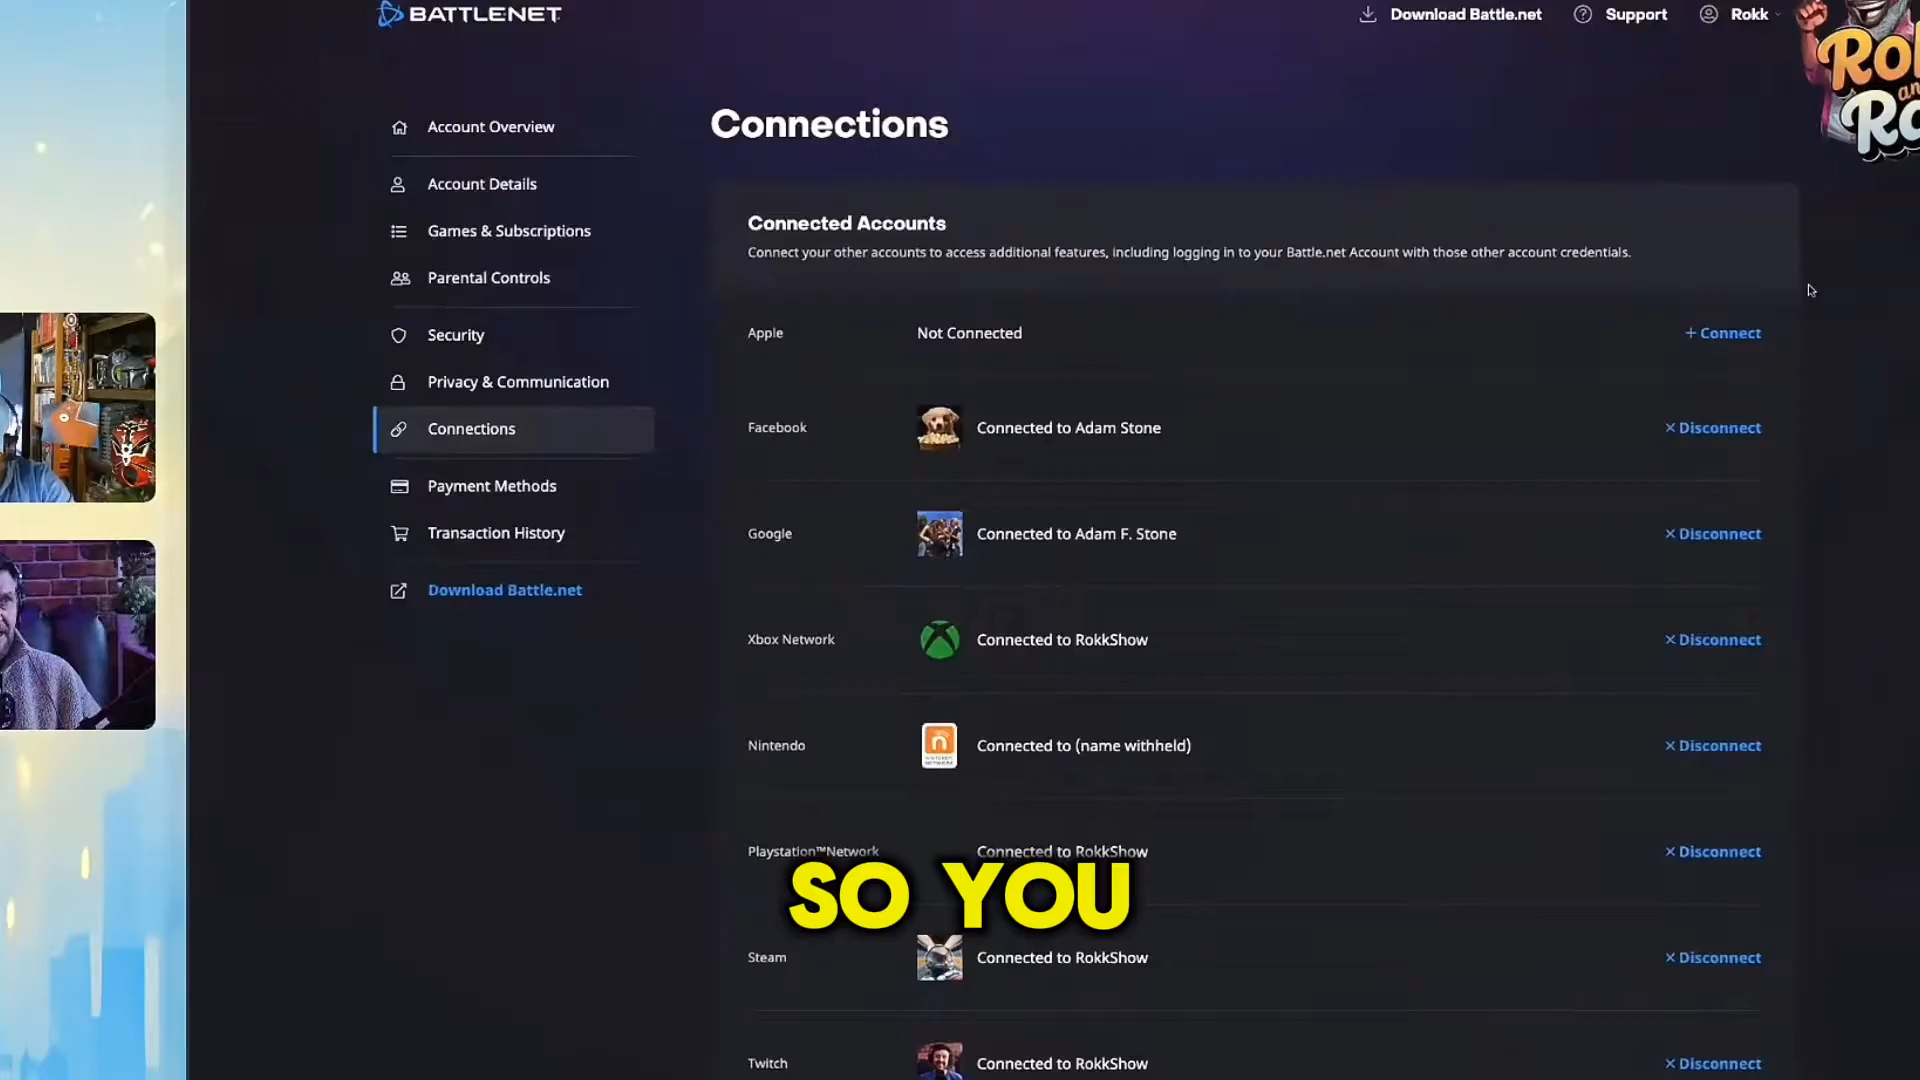 BATTLE.NET
Download Battle.net
Support
Rokk
Account Overview
Account Details
Games & Subscriptions
Parental Controls
Security
Privacy & Communication
Connections
Payment Methods
Transaction History
Download Battle.net
Connections
Connected Accounts
Connect your other accounts to access additional features, including logging in to your Battle.net Account with those other account credentials.
Apple Not Connected + Connect
Facebook Connected to Adam Stone × Disconnect
Google Connected to Adam F. Stone × Disconnect
Xbox Network Connected to RokkShow × Disconnect
Nintendo Connected to (name withheld) × Disconnect
Playstation™Network Connected to RokkShow × Disconnect
SO YOU
Steam Connected to RokkShow × Disconnect
Twitch Connected to RokkShow × Disconnect